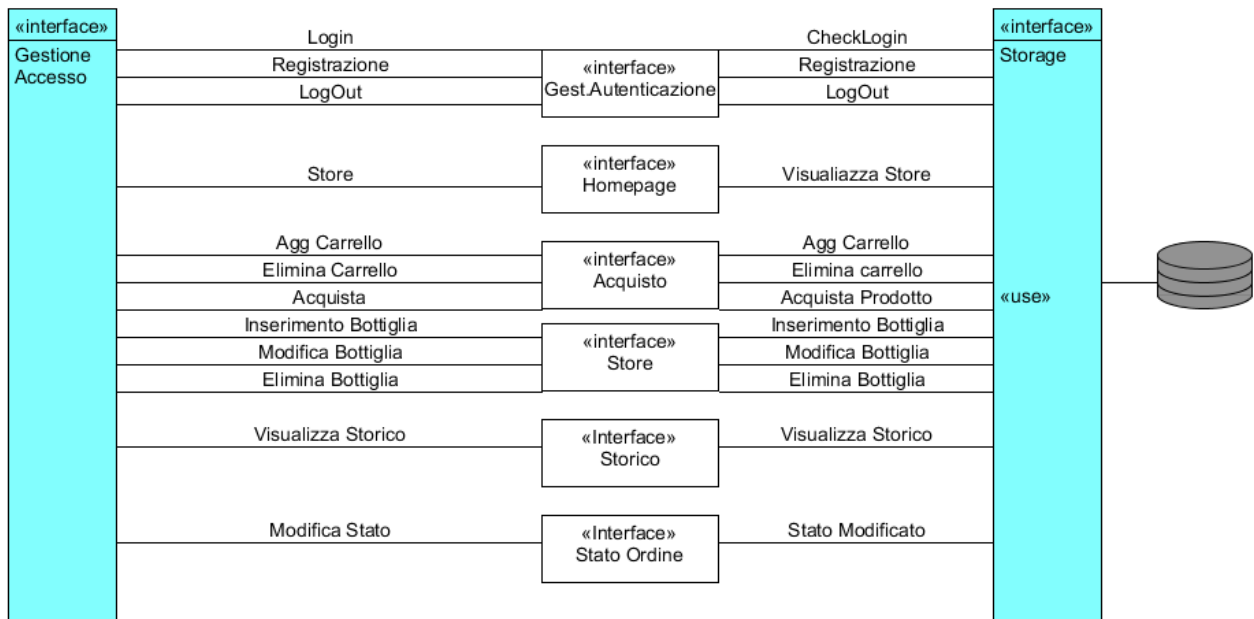 «interface»
Gestione
Accesso
Login
Registrazione
LogOut
«interface»
Gest.Autenticazione
CheckLogin
Registrazione
LogOut
Store
«interface»
Homepage
Visualiazza Store
Agg Carrello
Elimina Carrello
Acquista
«interface»
Acquisto
Agg Carrello
Elimina carrello
Acquista Prodotto
Inserimento Bottiglia
Modifica Bottiglia
Elimina Bottiglia
«interface»
Store
Inserimento Bottiglia
Modifica Bottiglia
Elimina Bottiglia
Visualizza Storico
«Interface»
Storico
Visualizza Storico
Modifica Stato
«Interface»
Stato Ordine
Stato Modificato
«interface»
Storage
«use»